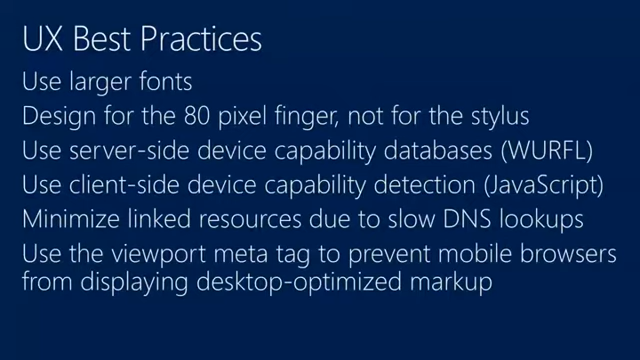 UX Best Practices
Use larger fonts
Design for the 80 pixel finger, not for the stylus
Use server-side device capability databases (WURFL)
Use client-side device capability detection (JavaScript)
Minimize linked resources due to slow DNS lookups
Use the viewport meta tag to prevent mobile browsers
from displaying desktop-optimized markup